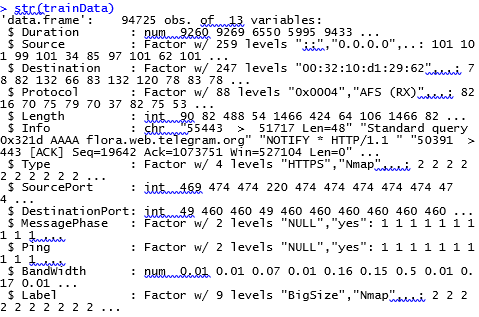 > str(trainData)
'data.frame':   94725 obs. of  13 variables:
 $ Duration       : num  9260 9269 6550 5995 9433 ...
 $ Source         : Factor w/ 259 levels "::","0.0.0.0",..: 101 10
1 99 101 34 85 97 101 62 101 ...
 $ Destination    : Factor w/ 247 levels "00:32:10:d1:29:62",..: 7
8 82 132 66 83 132 120 78 83 78 ...
 $ Protocol       : Factor w/ 88 levels "0x0004","AFS (RX)",..: 82
16 70 75 79 70 37 82 75 53 ...
 $ Length         : int  90 82 488 54 1466 424 64 106 1466 82 ...
 $ Info           : chr  "55443  >  51717 Len=48" "Standard query
0x321d AAAA flora.web.telegram.org" "NOTIFY * HTTP/1.1 " "50391  >
443 [ACK] Seq=19642 Ack=1073751 Win=527104 Len=0" ...
 $ Type           : Factor w/ 4 levels "HTTPS","Nmap",..: 2 2 2 2
2 2 2 2 2 2 ...
 $ SourcePort     : int  469 474 474 220 474 474 474 474 474 47
4 ...
 $ DestinationPort: int  49 460 460 49 460 460 460 460 460 460 ...
 $ MessagePhase   : Factor w/ 2 levels "NULL","yes": 1 1 1 1 1 1 1
1 1 1 ...
 $ Ping           : Factor w/ 2 levels "NULL","yes": 1 1 1 1 1 1 1
1 1 1 ...
 $ BandWidth      : num  0.01 0.01 0.07 0.01 0.16 0.15 0.5 0.01 0.
17 0.01 ...
 $ Label          : Factor w/ 9 levels "BigSize","Nmap",..: 2 2 2
2 2 2 2 2 2 2 ...